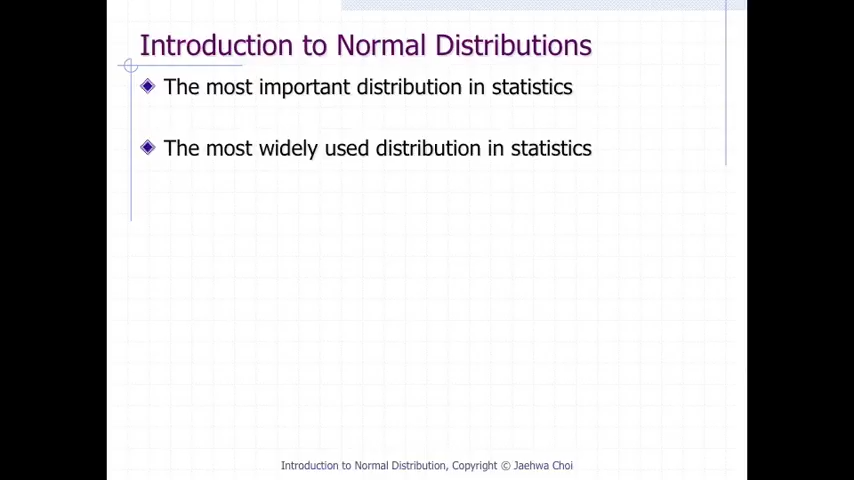 Introduction to Normal Distributions
The most important distribution in statistics
The most widely used distribution in statistics
Introduction to Normal Distribution, Copyright © Jaehwa Choi